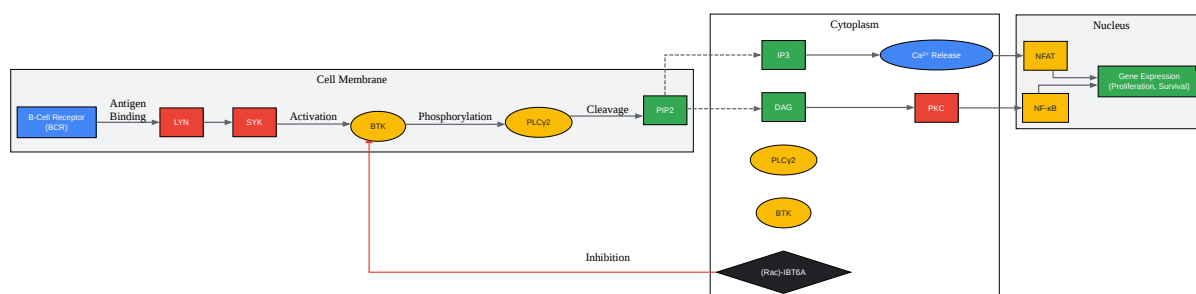 Cytoplasm
Nucleus
Cell Membrane
IP3
Ca²⁺ Release
NFAT
Gene Expression
(Proliferation, Survival)
B-Cell Receptor
(BCR)
Antigen
Binding
LYN
SYK
Activation
BTK
Phosphorylation
PLCγ2
Cleavage
PIP2
DAG
PKC
NF-κB
PLCγ2
BTK
Inhibition
(Rac)-IBT6A